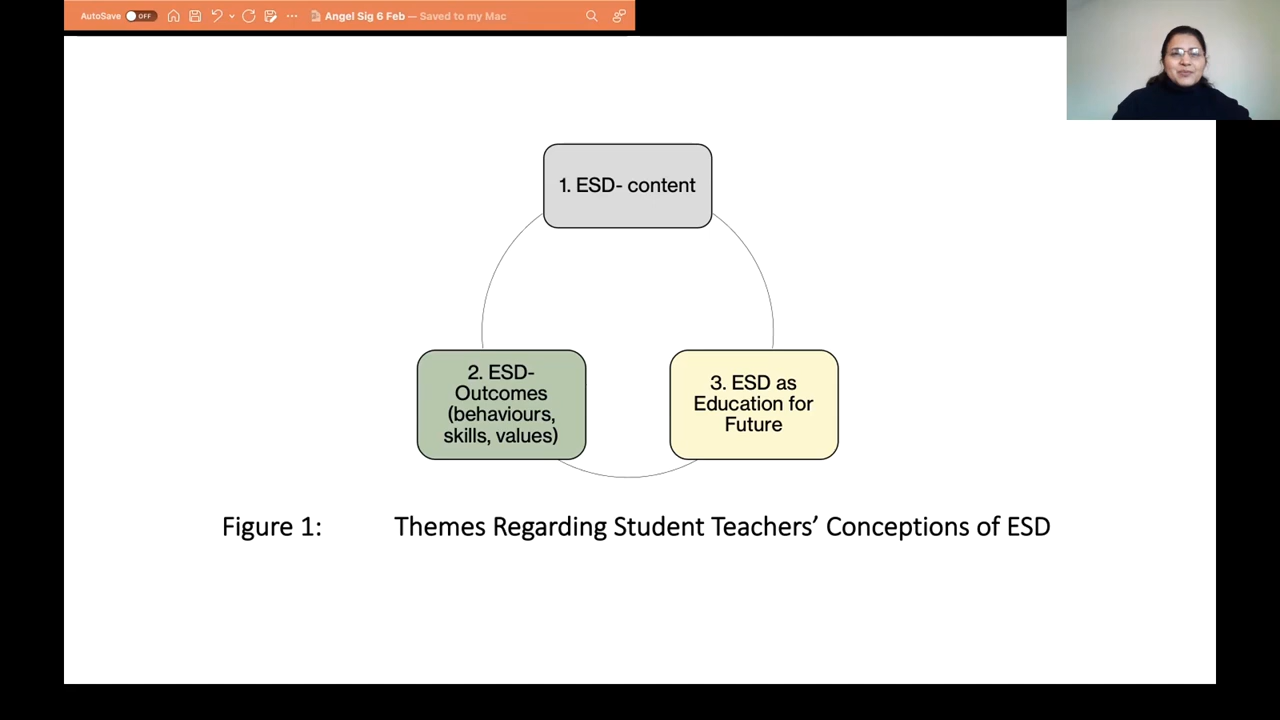 AutoSave OFF Angel Sig 6 Feb — Saved to my Mac
1. ESD- content
2. ESD-
Outcomes
(behaviours,
skills, values)
3. ESD as
Education for
Future
Figure 1: Themes Regarding Student Teachers’ Conceptions of ESD